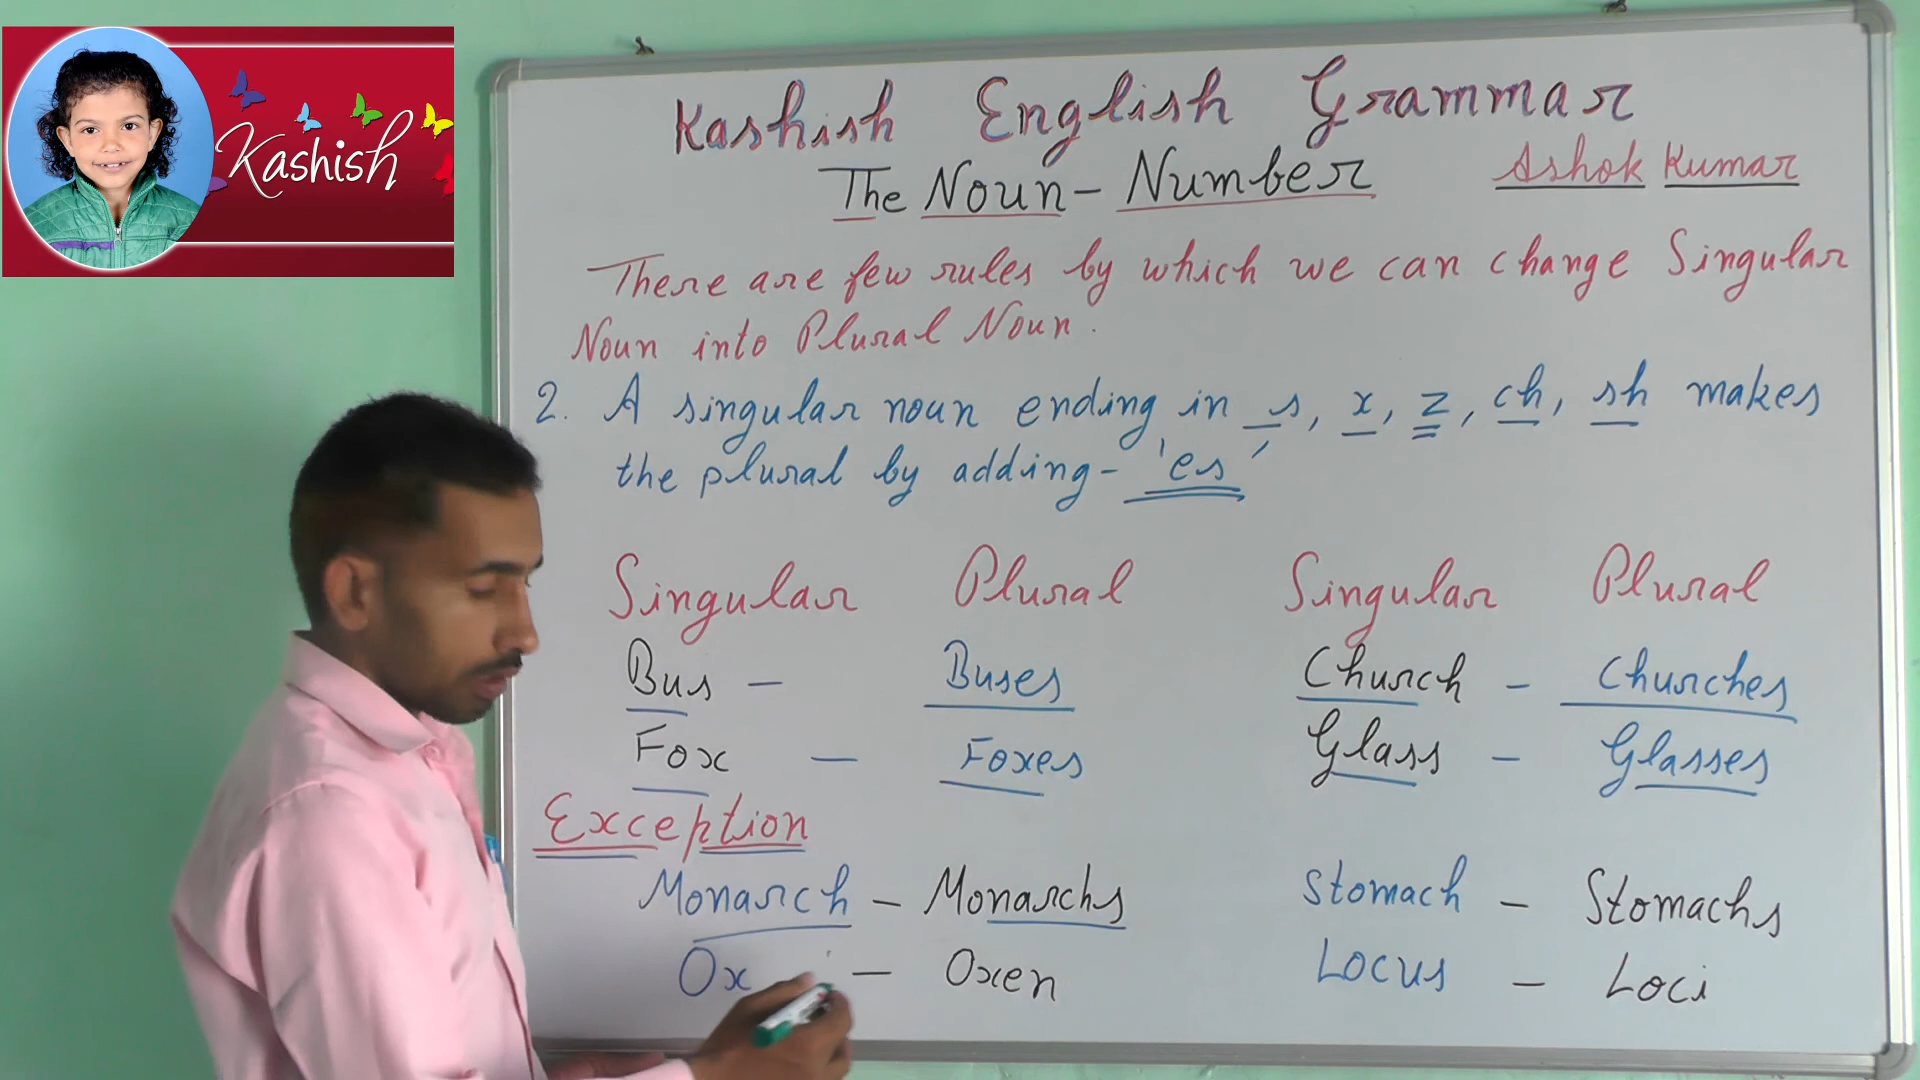 Kashish
Kashish English Grammar
The Noun - Number
Ashok Kumar
There are few rules by which we can change Singular
Noun into Plural Noun.
2. A singular noun ending in s, x, z, ch, sh makes
the plural by adding - 'es'
Singular Plural Singular Plural
Bus - Buses Church - Churches
Fox - Foxes Glass - Glasses
Exception
Monarch - Monarchs Stomach - Stomachs
Ox - Oxen Locus - Loci